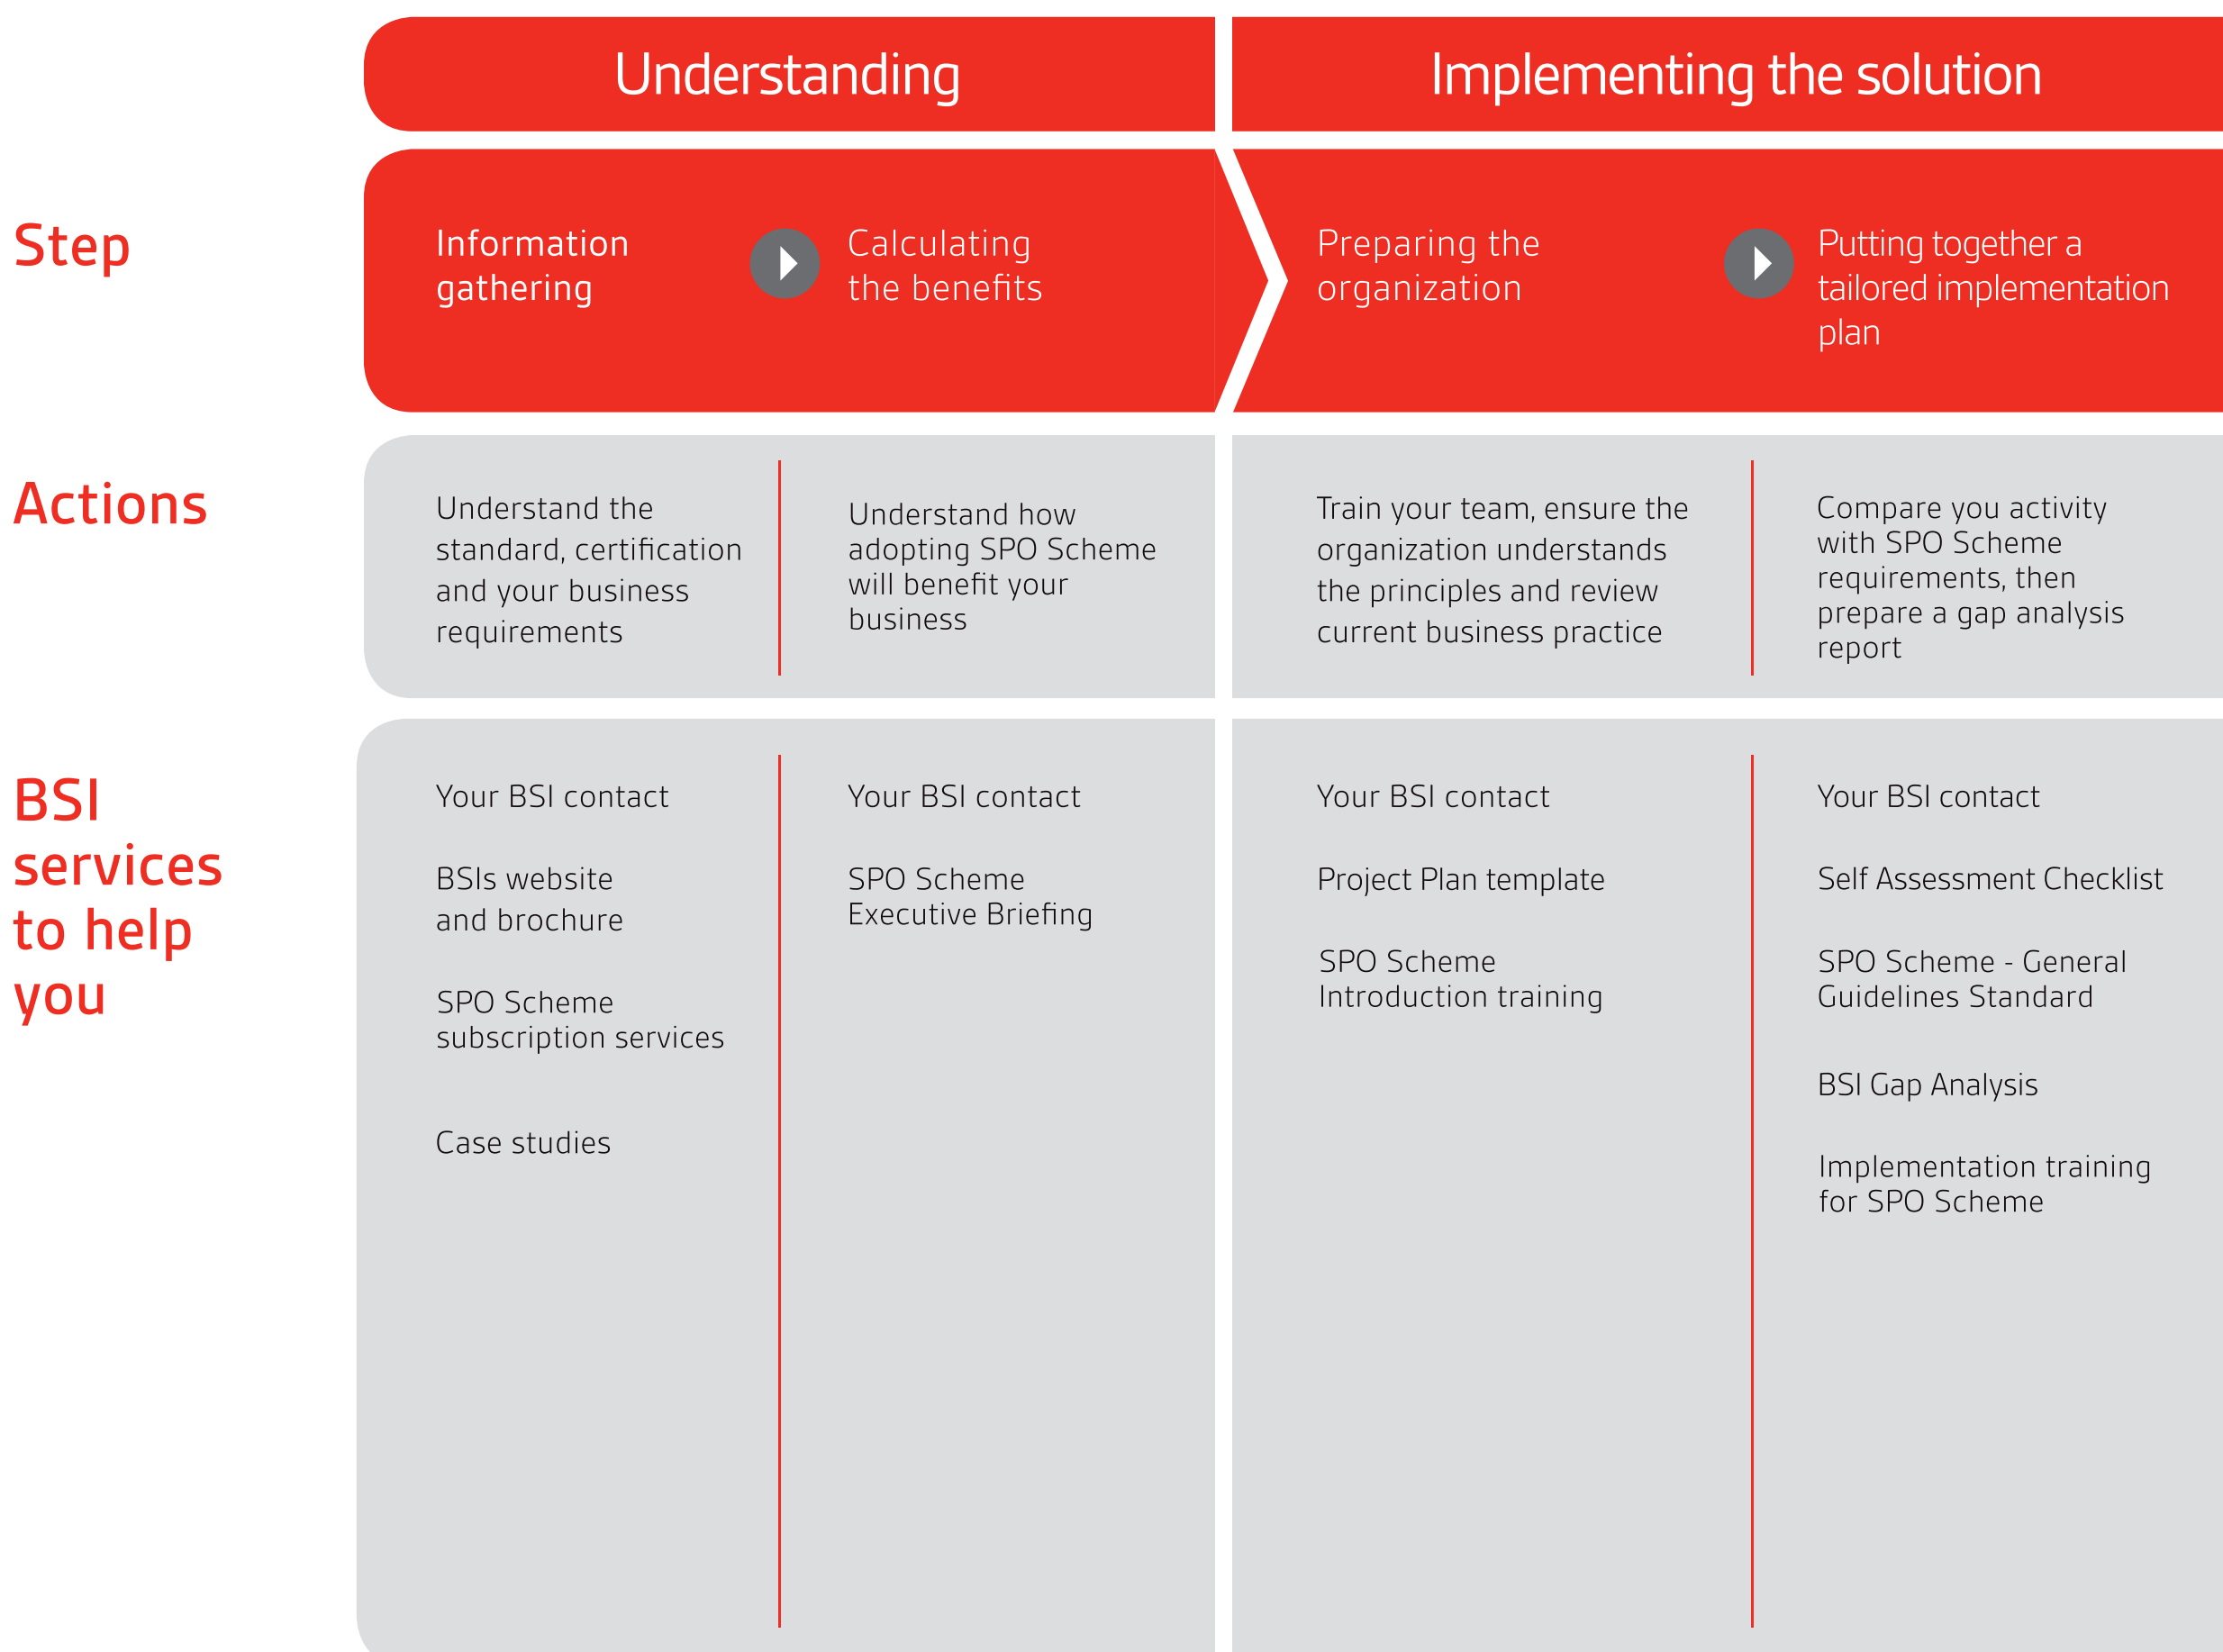 Understanding
Implementing the solution
Step
Information
gathering
Calculating
the benefits
Preparing the
organization
Putting together a
tailored implementation
plan
Actions
Understand the
standard, certification
and your business
requirements
Understand how
adopting SPO Scheme
will benefit your
business
Train your team, ensure the
organization understands
the principles and review
current business practice
Compare you activity
with SPO Scheme
requirements, then
prepare a gap analysis
report
BSI
services
to help
you
Your BSI contact
BSIs website
and brochure
SPO Scheme
subscription services
Case studies
Your BSI contact
SPO Scheme
Executive Briefing
Your BSI contact
Project Plan template
SPO Scheme
Introduction training
Your BSI contact
Self Assessment Checklist
SPO Scheme - General
Guidelines Standard
BSI Gap Analysis
Implementation training
for SPO Scheme